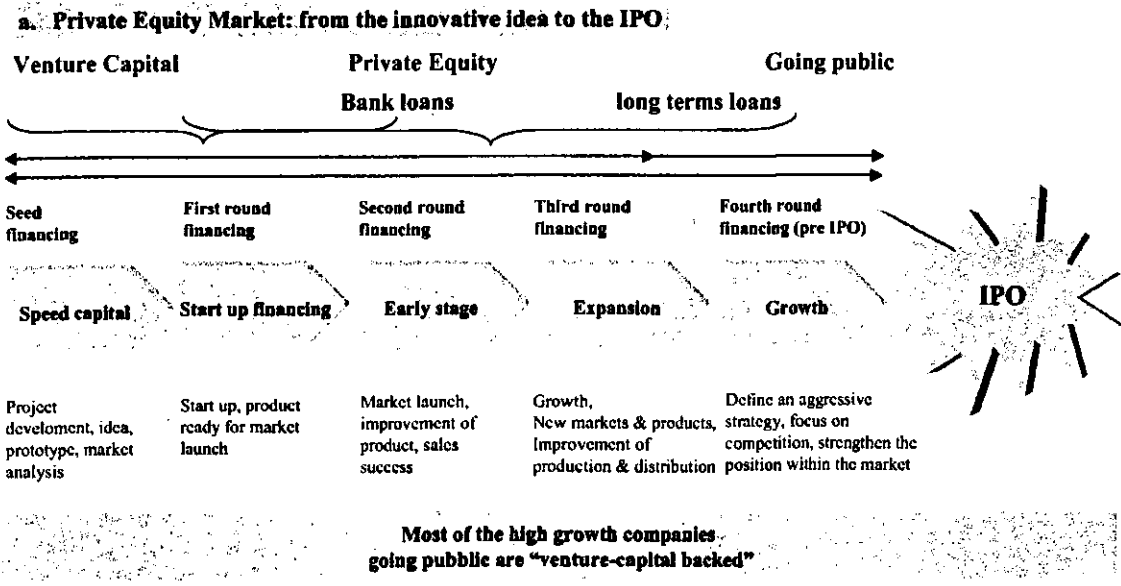 a. Private Equity Market: from the innovative idea to the IPO
Venture Capital
Private Equity
Going public
Bank loans
long terms loans
Seed
financing
First round
financing
Second round
financing
Third round
financing
Fourth round
financing (pre IPO)
Speed capital
Start up financing
Early stage
Expansion
Growth
IPO
Project
develoment, idea,
prototype, market
analysis
Start up, product
ready for market
launch
Market launch,
improvement of
product, sales
success
Growth,
New markets & products,
Improvement of
production & distribution
Define an aggressive
strategy, focus on
competition, strengthen the
position within the market
Most of the high growth companies
going pubblic are “venture-capital backed”